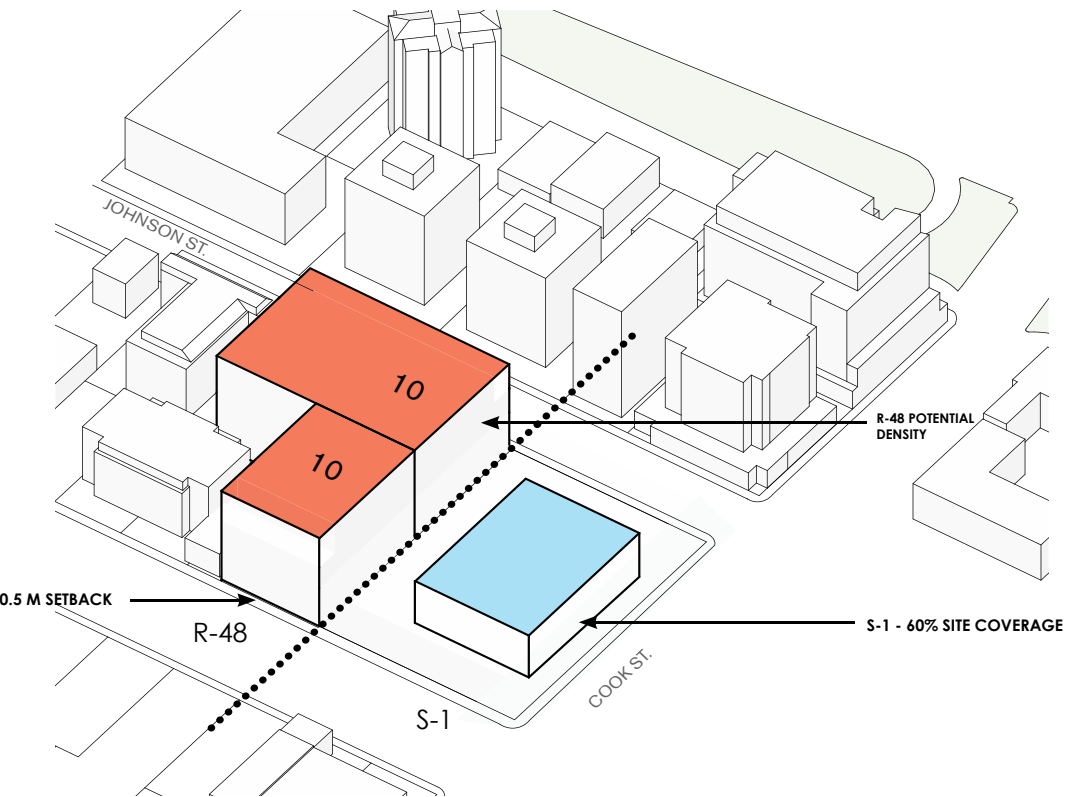 JOHNSON ST.
10
R-48 POTENTIAL
DENSITY
10
0.5 M SETBACK
R-48
S-1 - 60% SITE COVERAGE
COOK ST.
S-1